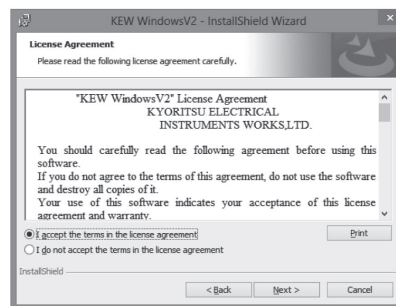 KEW WindowsV2 - InstallShield Wizard
License Agreement
Please read the following license agreement carefully.
"KEW WindowsV2" License Agreement
KYORITSU ELECTRICAL
INSTRUMENTS WORKS,LTD.
You should carefully read the following agreement before using this
software.
If you do not agree to the terms of this agreement, do not use the software
and destroy all copies of it.
Your use of this software indicates your acceptance of this license
agreement and warranty.
I accept the terms in the license agreement
Print
I do not accept the terms in the license agreement
InstallShield
< Back Next > Cancel